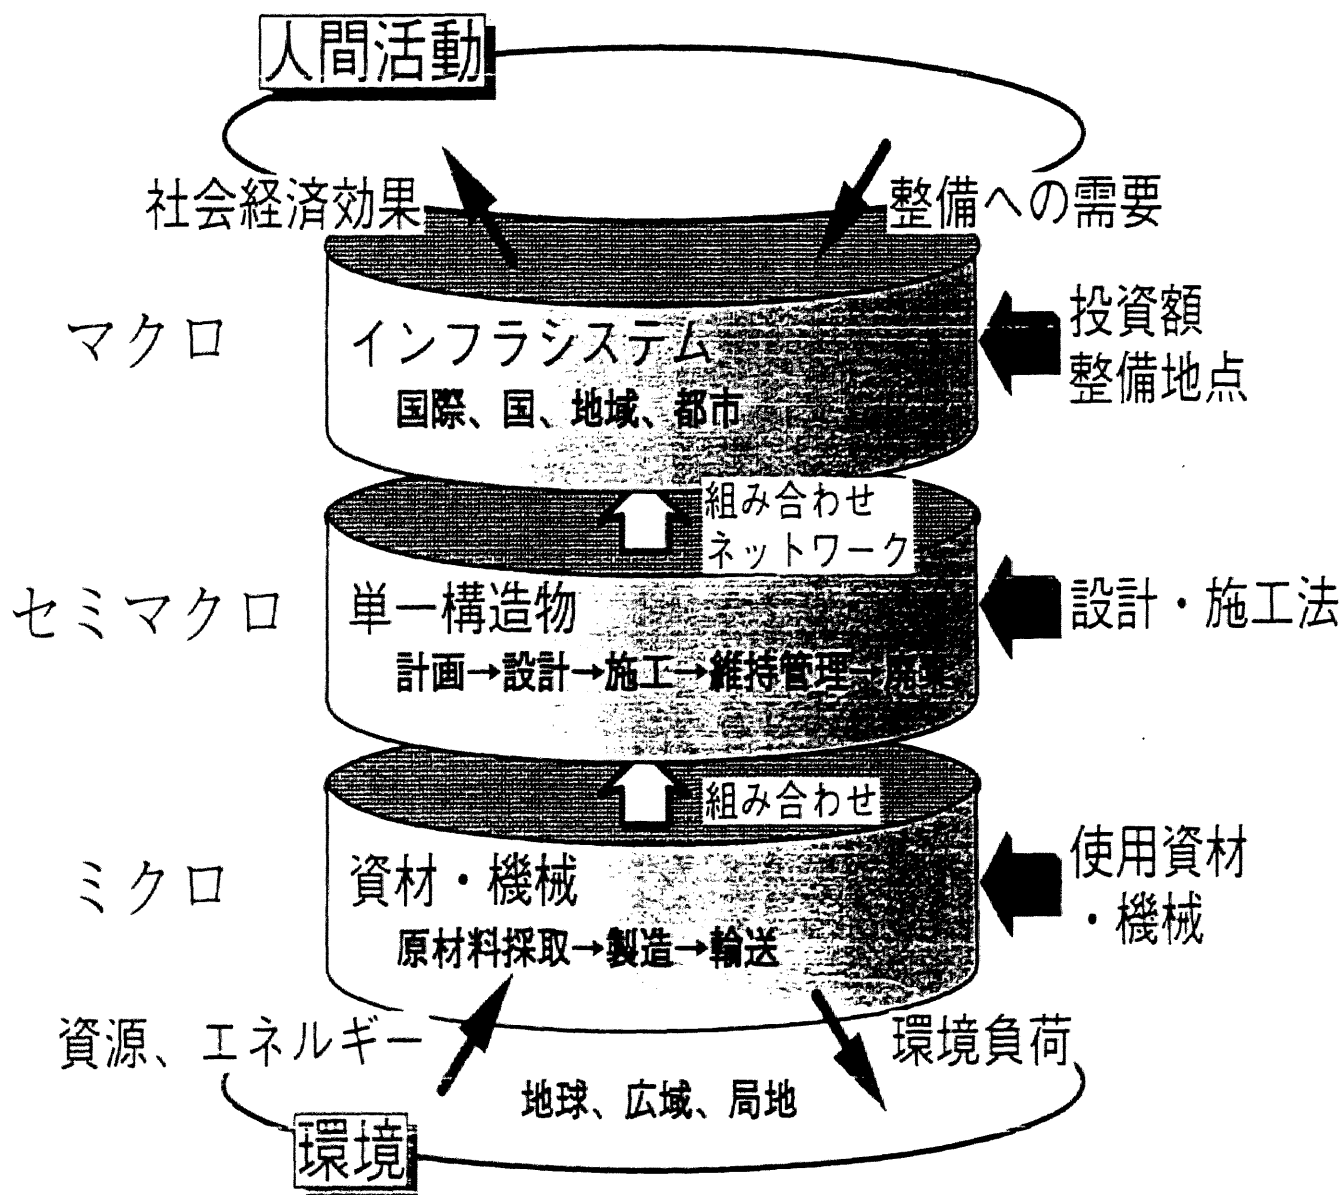 人間活動
社会経済効果
整備への需要
マクロ
インフラシステム
国際、国、地域、都市
投資額
整備地点
組み合わせ
ネットワーク
セミマクロ
単一構造物
計画→設計→施工→維持管理→廃棄
設計・施工法
組み合わせ
ミクロ
資材・機械
原材料採取→製造→輸送
使用資材
・機械
資源、エネルギー
環境負荷
地球、広域、局地
環境